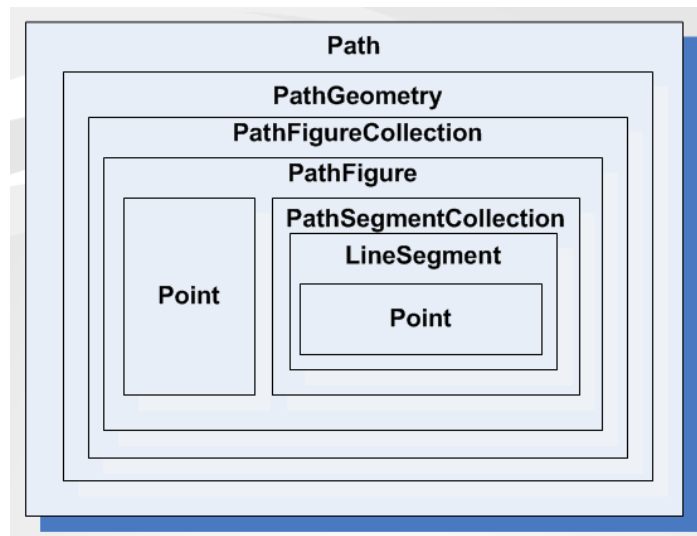 Path
PathGeometry
PathFigureCollection
PathFigure
PathSegmentCollection
LineSegment
Point
Point